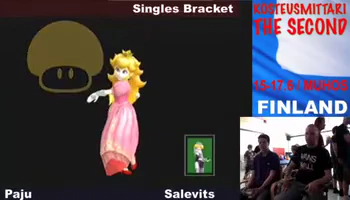 Singles Bracket
KOSTEUSMITTARI
THE SECOND
15-17.6 / MUHOS
FINLAND
Paju
Salevits